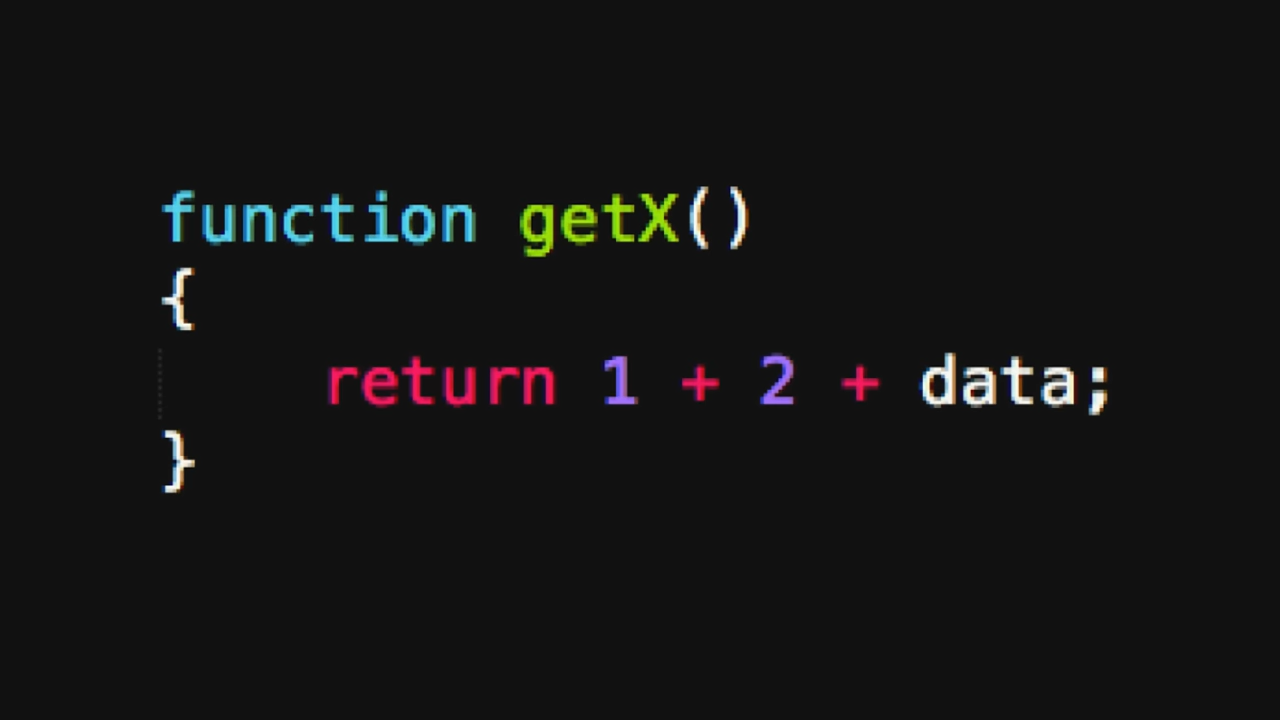 function getX()
{
    return 1 + 2 + data;
}